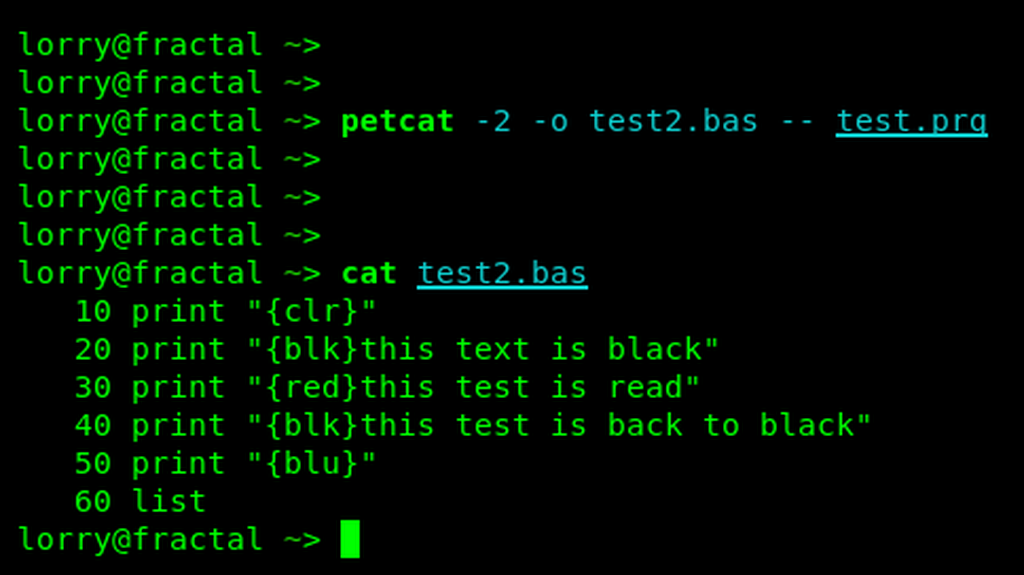 lorry@fractal ~>
lorry@fractal ~>
lorry@fractal ~> petcat -2 -o test2.bas -- test.prg
lorry@fractal ~>
lorry@fractal ~>
lorry@fractal ~>
lorry@fractal ~> cat test2.bas
   10 print "{clr}"
   20 print "{blk}this text is black"
   30 print "{red}this test is read"
   40 print "{blk}this test is back to black"
   50 print "{blu}"
   60 list
lorry@fractal ~>